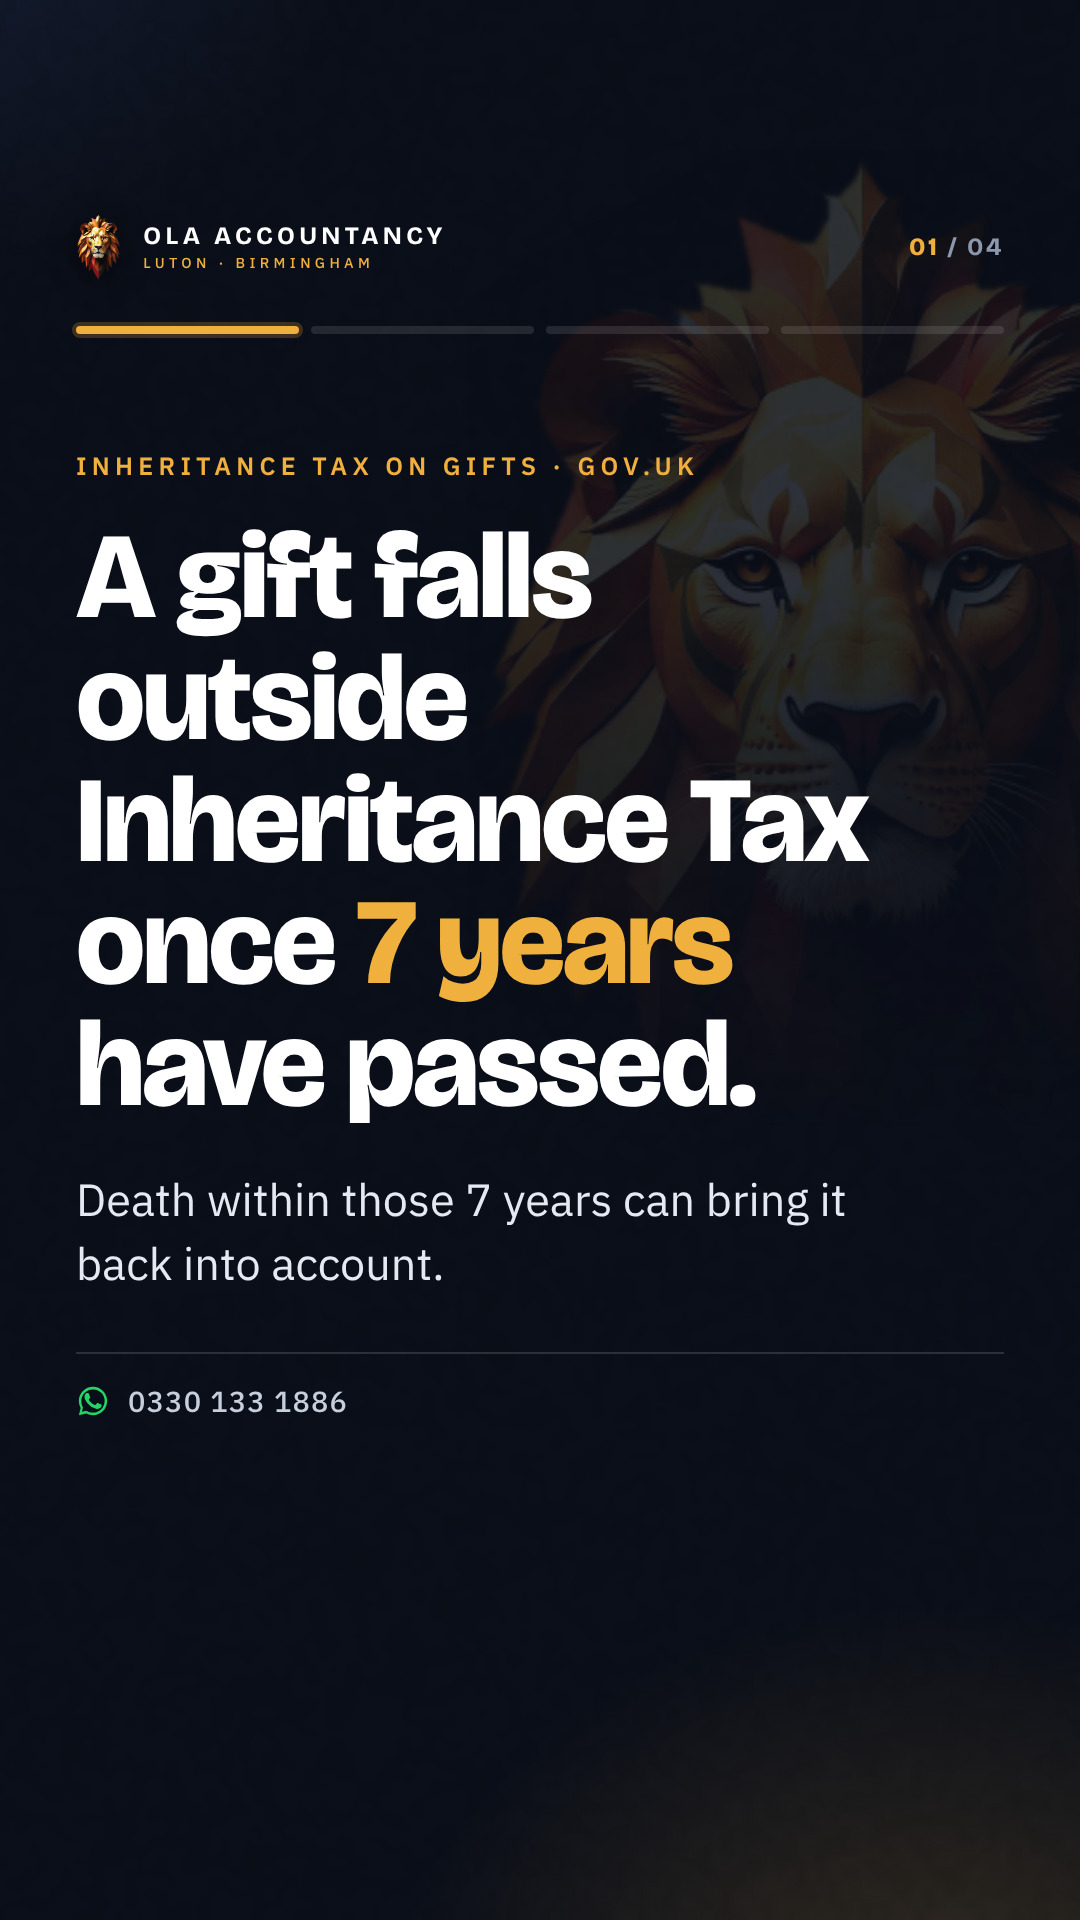 OLA ACCOUNTANCY
LUTON · BIRMINGHAM
01 / 04
INHERITANCE TAX ON GIFTS · GOV.UK
A gift falls
outside
Inheritance Tax
once 7 years
have passed.
Death within those 7 years can bring it
back into account.
0330 133 1886